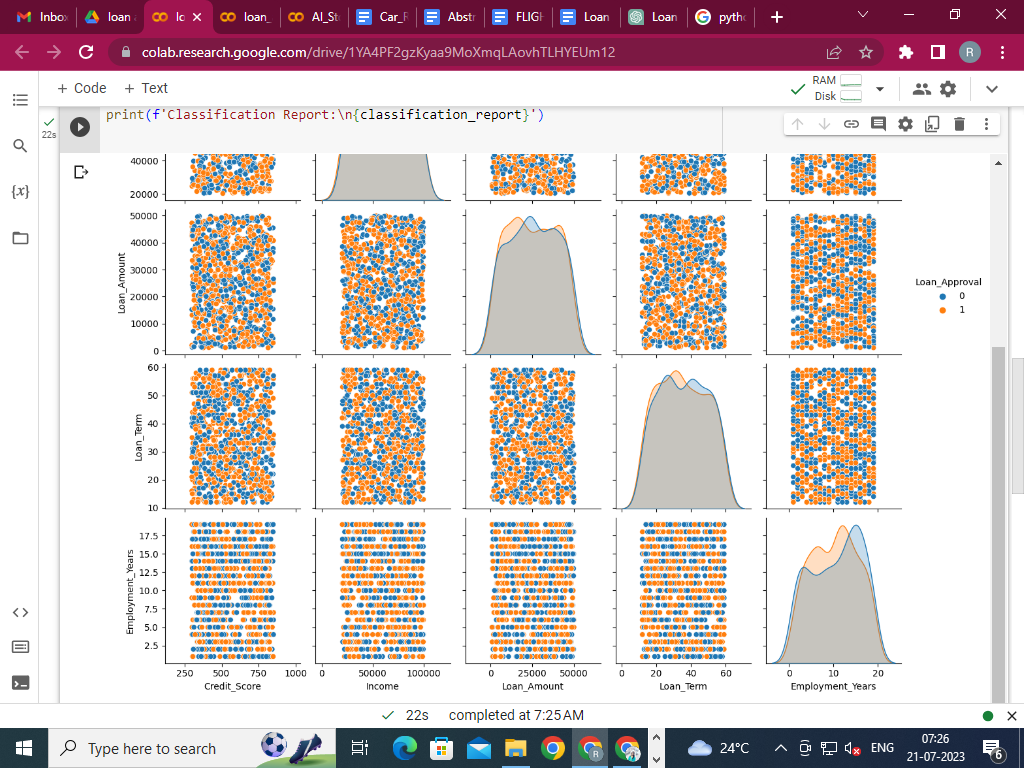 Inbox
loan
lo
loan_
AI_St
Car_F
Abstr
FLIGH
Loan
Loan
pytho
colab.research.google.com/drive/1YA4PF2gzKyaa9MoXmqLAovhTLHYEUm12
R
+ Code + Text
RAM
Disk
22s
print(f'Classification Report:\n{classification_report}')
{x}
40000
20000
50000
40000
30000
20000
10000
0
Loan_Amount
Loan_Approval
0
1
60
50
40
30
20
10
Loan_Term
17.5
15.0
12.5
10.0
7.5
5.0
2.5
Employment_Years
250 500 750 1000 0 50000 100000 0 25000 50000 0 20 40 60 0 10 20
Credit_Score Income Loan_Amount Loan_Term Employment_Years
22s completed at 7:25 AM
Type here to search
R
24°C
ENG
07:26
21-07-2023
6